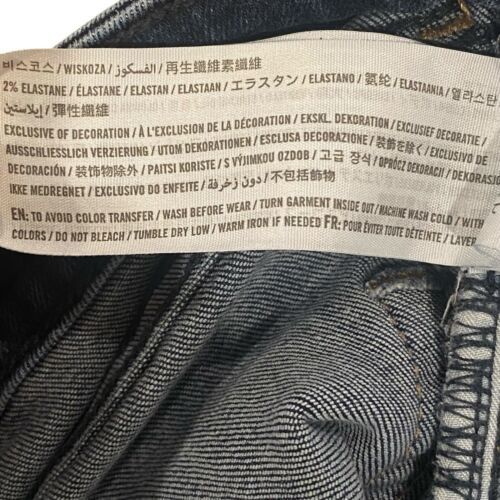 비스코스 / WISKOZA / الفسكوز / 再生纖維素纖維
2% ELASTANE / ÉLASTANE / ELASTAN / ELASTAAN / エラスタン / ELASTANO / 氨纶 / ELASTAANIA / 엘라스탄
إيلاستين / 彈性纖維
EXCLUSIVE OF DECORATION / À L'EXCLUSION DE LA DÉCORATION / EKSKL. DEKORATION / EXCLUSIEF DECORATIE /
AUSSCHLIESSLICH VERZIERUNG / UTOM DEKORATIONEN / ESCLUSA DECORAZIONE / 装飾を除く / EXCLUSIVO DE
DECORACIÓN / 装饰物除外 / PAITSI KORISTE / S VÝJIMKOU OZDOB / 고급 장식 / OPRÓCZ DEKORACJI / DEKORASJON
IKKE MEDREGNET / EXCLUSIVO DO ENFEITE / دون زخرفة / 不包括飾物
EN: TO AVOID COLOR TRANSFER / WASH BEFORE WEAR / TURN GARMENT INSIDE OUT / MACHINE WASH COLD / WITH
COLORS / DO NOT BLEACH / TUMBLE DRY LOW / WARM IRON IF NEEDED FR: POUR ÉVITER TOUTE DÉTEINTE / LAVER